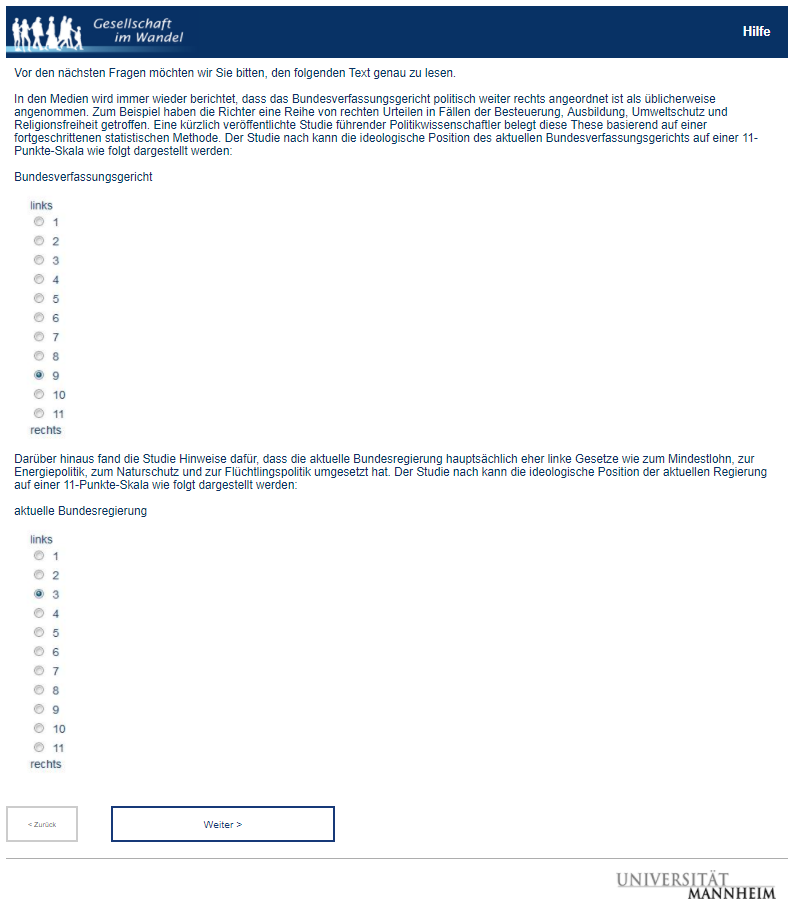 Gesellschaft
im Wandel
Hilfe
Vor den nächsten Fragen möchten wir Sie bitten, den folgenden Text genau zu lesen.
In den Medien wird immer wieder berichtet, dass das Bundesverfassungsgericht politisch weiter rechts angeordnet ist als üblicherweise
angenommen. Zum Beispiel haben die Richter eine Reihe von rechten Urteilen in Fällen der Besteuerung, Ausbildung, Umweltschutz und
Religionsfreiheit getroffen. Eine kürzlich veröffentlichte Studie führender Politikwissenschaftler belegt diese These basierend auf einer
fortgeschrittenen statistischen Methode. Der Studie nach kann die ideologische Position des aktuellen Bundesverfassungsgerichts auf einer 11-
Punkte-Skala wie folgt dargestellt werden:
Bundesverfassungsgericht
links
1
2
3
4
5
6
7
8
9
10
11
rechts
Darüber hinaus fand die Studie Hinweise dafür, dass die aktuelle Bundesregierung hauptsächlich eher linke Gesetze wie zum Mindestlohn, zur
Energiepolitik, zum Naturschutz und zur Flüchtlingspolitik umgesetzt hat. Der Studie nach kann die ideologische Position der aktuellen Regierung
auf einer 11-Punkte-Skala wie folgt dargestellt werden:
aktuelle Bundesregierung
links
1
2
3
4
5
6
7
8
9
10
11
rechts
< Zurück
Weiter >
UNIVERSITÄT
MANNHEIM